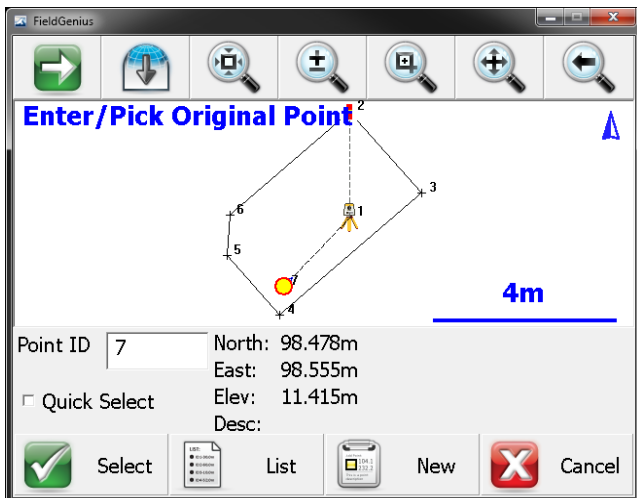 FieldGenius
Enter/Pick Original Point
2
3
1
6
5
7
4
4m
Point ID 7
North: 98.478m
East: 98.555m
Quick Select
Elev: 11.415m
Desc:
Select
List
New
Cancel